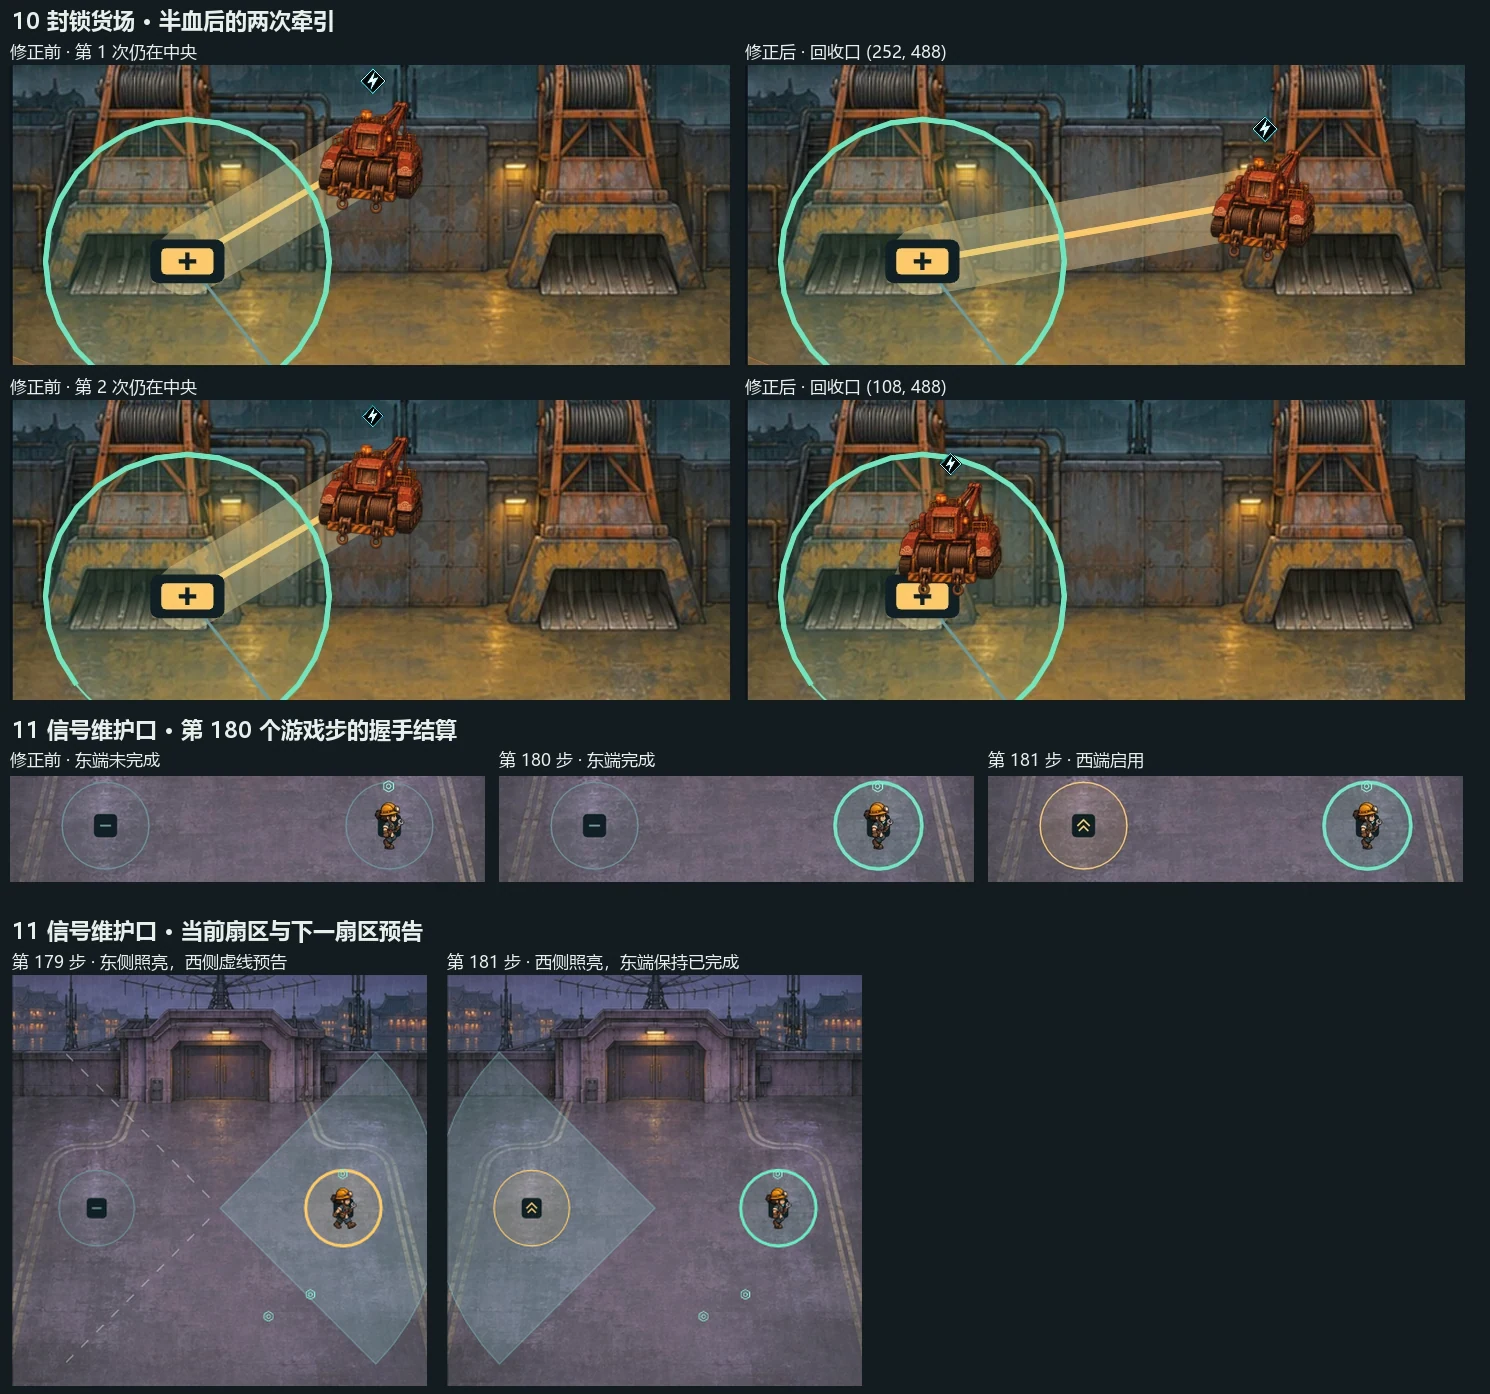 10 封锁货场 • 半血后的两次牵引
修正前 · 第 1 次仍在中央
修正后 · 回收口 (252, 488)
修正前 · 第 2 次仍在中央
修正后 · 回收口 (108, 488)
11 信号维护口 • 第 180 个游戏步的握手结算
修正前 · 东端未完成
第 180 步 · 东端完成
第 181 步 · 西端启用
11 信号维护口 • 当前扇区与下一扇区预告
第 179 步 · 东侧照亮，西侧虚线预告
第 181 步 · 西侧照亮，东端保持已完成